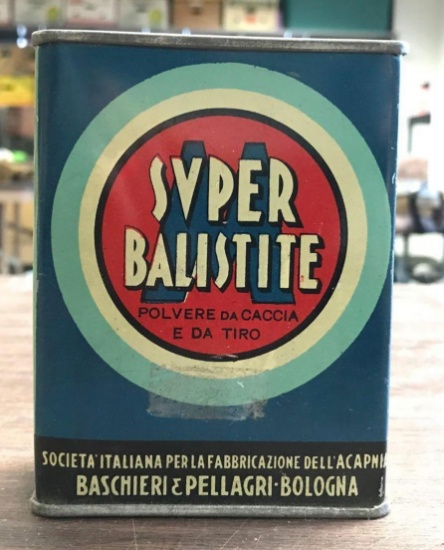 SVPER
BALISTITE
M
POLVERE DA CACCIA
E DA TIRO
SOCIETA' ITALIANA PER LA FABBRICAZIONE DELL'ACAPNIA
BASCHIERI E PELLAGRI · BOLOGNA